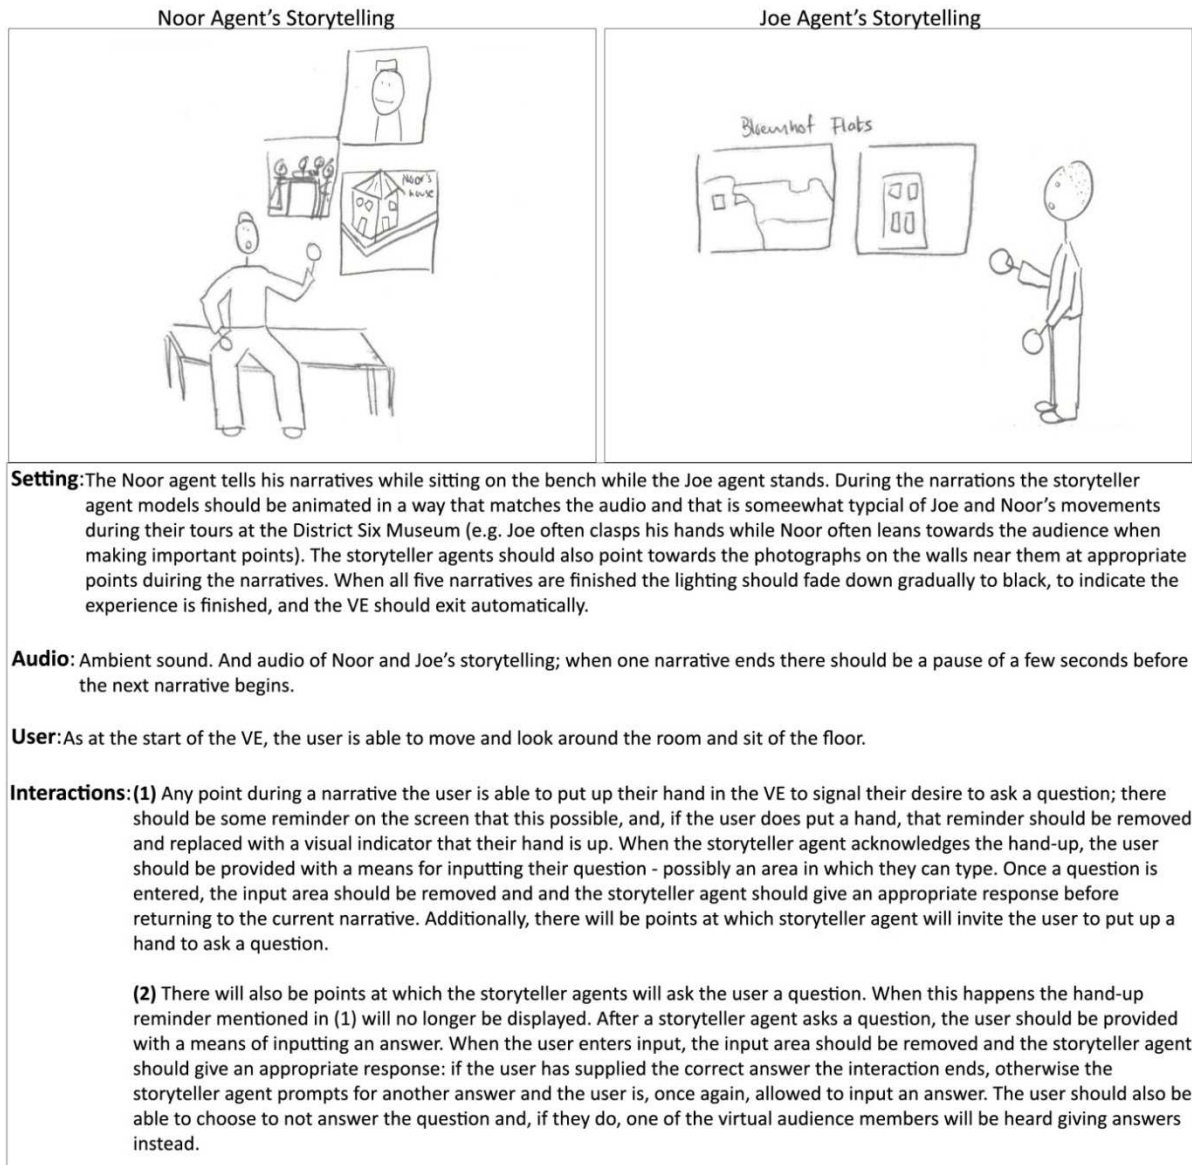 Noor Agent's Storytelling
Joe Agent's Storytelling
Noor's
house
Bloemhof Flats
Setting:The Noor agent tells his narratives while sitting on the bench while the Joe agent stands. During the narrations the storyteller
agent models should be animated in a way that matches the audio and that is someewhat typcial of Joe and Noor's movements
during their tours at the District Six Museum (e.g. Joe often clasps his hands while Noor often leans towards the audience when
making important points). The storyteller agents should also point towards the photographs on the walls near them at appropriate
points duiring the narratives. When all five narratives are finished the lighting should fade down gradually to black, to indicate the
experience is finished, and the VE should exit automatically.
Audio: Ambient sound. And audio of Noor and Joe's storytelling; when one narrative ends there should be a pause of a few seconds before
the next narrative begins.
User:As at the start of the VE, the user is able to move and look around the room and sit of the floor.
Interactions:(1) Any point during a narrative the user is able to put up their hand in the VE to signal their desire to ask a question; there
should be some reminder on the screen that this possible, and, if the user does put a hand, that reminder should be removed
and replaced with a visual indicator that their hand is up. When the storyteller agent acknowledges the hand-up, the user
should be provided with a means for inputting their question - possibly an area in which they can type. Once a question is
entered, the input area should be removed and and the storyteller agent should give an appropriate response before
returning to the current narrative. Additionally, there will be points at which storyteller agent will invite the user to put up a
hand to ask a question.
(2) There will also be points at which the storyteller agents will ask the user a question. When this happens the hand-up
reminder mentioned in (1) will no longer be displayed. After a storyteller agent asks a question, the user should be provided
with a means of inputting an answer. When the user enters input, the input area should be removed and the storyteller agent
should give an appropriate response: if the user has supplied the correct answer the interaction ends, otherwise the
storyteller agent prompts for another answer and the user is, once again, allowed to input an answer. The user should also be
able to choose to not answer the question and, if they do, one of the virtual audience members will be heard giving answers
instead.